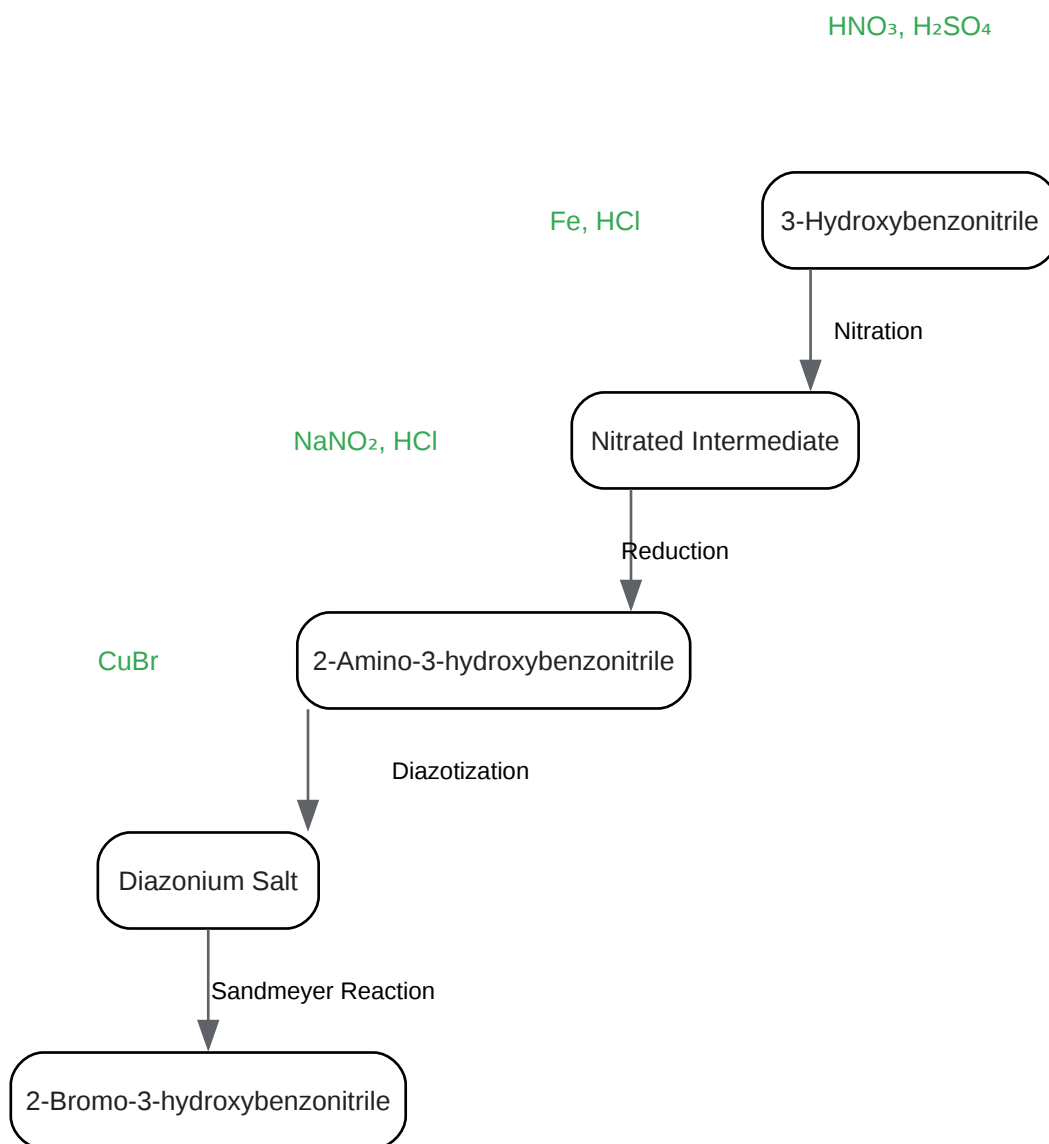 HNO₃, H₂SO₄
Fe, HCl
3-Hydroxybenzonitrile
Nitration
NaNO₂, HCl
Nitrated Intermediate
Reduction
CuBr
2-Amino-3-hydroxybenzonitrile
Diazotization
Diazonium Salt
Sandmeyer Reaction
2-Bromo-3-hydroxybenzonitrile